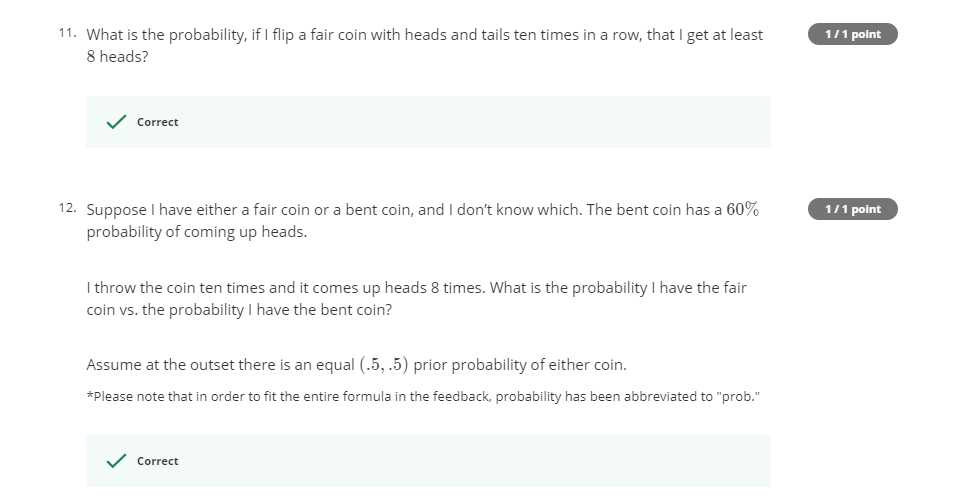 11. What is the probability, if I flip a fair coin with heads and tails ten times in a row, that I get at least 1 / 1 point
8 heads?
Correct
12. Suppose I have either a fair coin or a bent coin, and I don't know which. The bent coin has a 60% 1 / 1 point
probability of coming up heads.
I throw the coin ten times and it comes up heads 8 times. What is the probability I have the fair
coin vs. the probability I have the bent coin?
Assume at the outset there is an equal (.5, .5) prior probability of either coin.
*Please note that in order to fit the entire formula in the feedback, probability has been abbreviated to "prob."
Correct